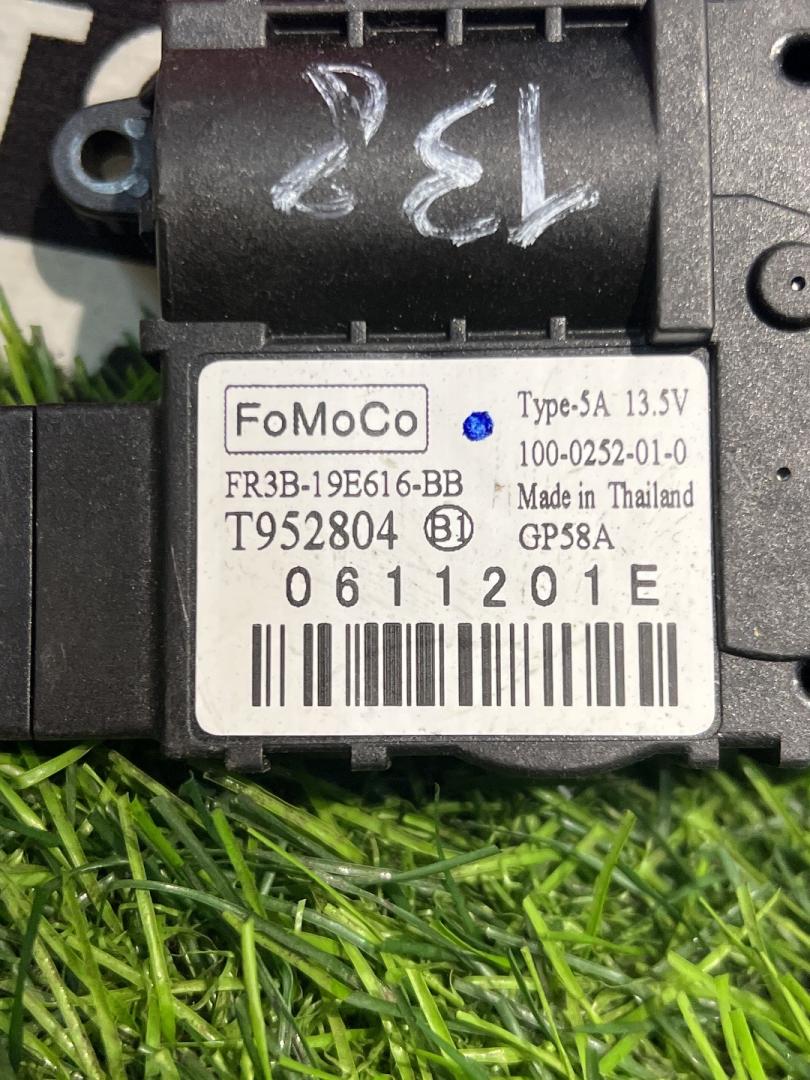 138
FoMoCo
FR3B-19E616-BB
T952804 B1
Type-5A 13.5V
100-0252-01-0
Made in Thailand
GP58A
0611201E